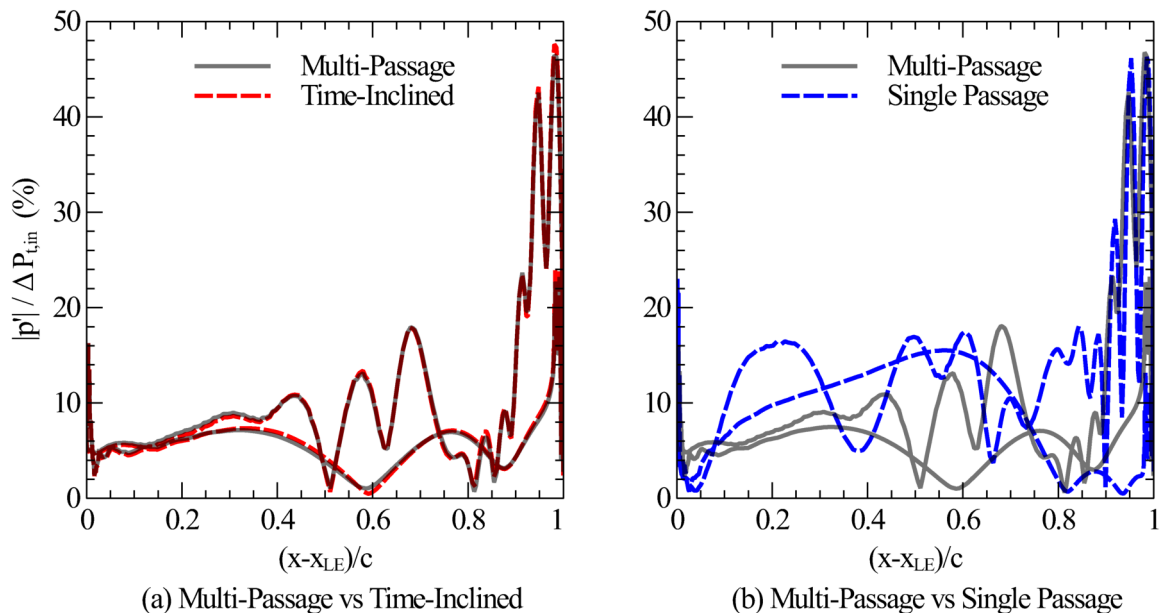 50
40
30
20
10
0
|p'| / Δ P_t,in (%)
Multi-Passage
Time-Inclined
0 0.2 0.4 0.6 0.8 1
(x-x_LE)/c
(a) Multi-Passage vs Time-Inclined
50
40
30
20
10
0
Multi-Passage
Single Passage
0 0.2 0.4 0.6 0.8 1
(x-x_LE)/c
(b) Multi-Passage vs Single Passage